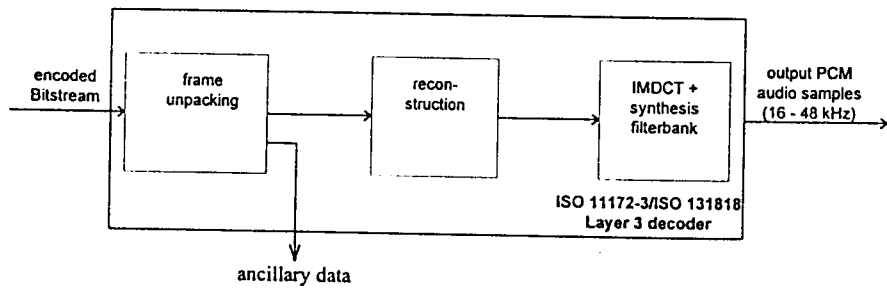 encoded
Bitstream
frame
unpacking
recon-
struction
IMDCT +
synthesis
filterbank
output PCM
audio samples
(16 - 48 kHz)
ISO 11172-3/ISO 131818
Layer 3 decoder
ancillary data